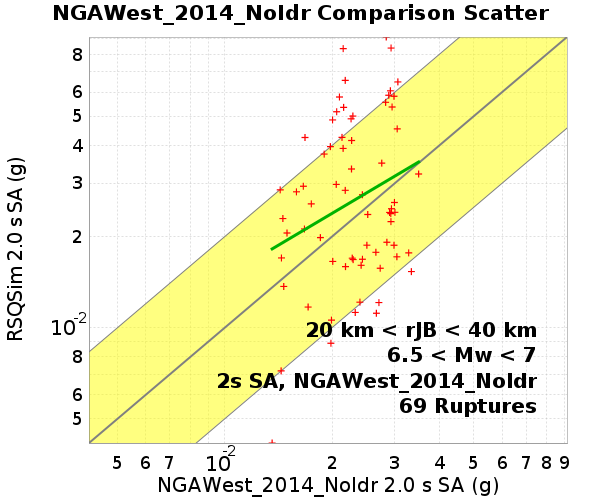 NGAWest_2014_NoIdr Comparison Scatter
RSQSim 2.0 s SA (g)
8
6
5
4
3
2
10-2
8
6
5
20 km < rJB < 40 km
6.5 < Mw < 7
2s SA, NGAWest_2014_NoIdr
69 Ruptures
5 6 7 10-2 2 3 4 5 6 7 8 9
NGAWest_2014_NoIdr 2.0 s SA (g)